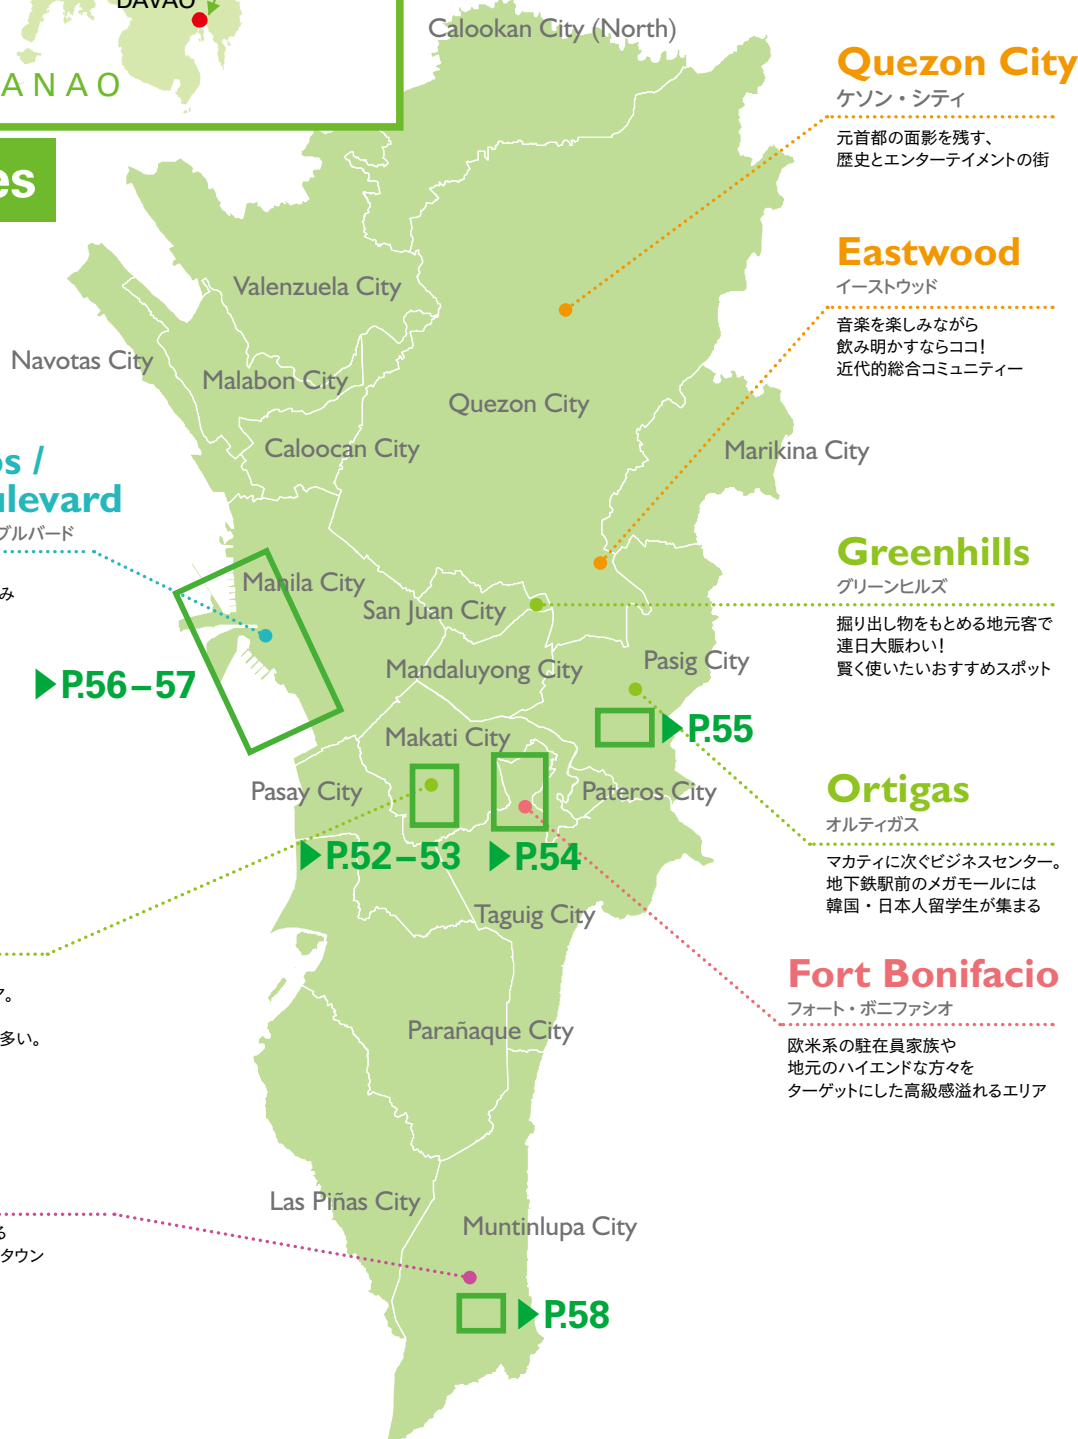 DAVAO
ANAO
es
Calookan City (North)
Quezon City
ケソン・シティ
元首都の面影を残す、
歴史とエンターテイメントの街
Eastwood
イーストウッド
音楽を楽しみながら
飲み明かすならココ！
近代的総合コミュニティー
Valenzuela City
Navotas City
Malabon City
Quezon City
Caloocan City
Marikina City
os /
ulevard
ブルバード
み
Manila City
San Juan City
Greenhills
グリーンヒルズ
掘り出し物をもとめる地元客で
連日大賑わい！
賢く使いたいおすすめスポット
Mandaluyong City
Pasig City
▶P.56–57
▶P.55
Makati City
Pasay City
Pateros City
Ortigas
オルティガス
マカティに次ぐビジネスセンター。
地下鉄駅前のメガモールには
韓国・日本人留学生が集まる
▶P.52–53
▶P.54
Taguig City
Fort Bonifacio
フォート・ボニファシオ
欧米系の駐在員家族や
地元のハイエンドな方々を
ターゲットにした高級感溢れるエリア
ア。
多い。
Parañaque City
Las Piñas City
Muntinlupa City
る
タウン
▶P.58